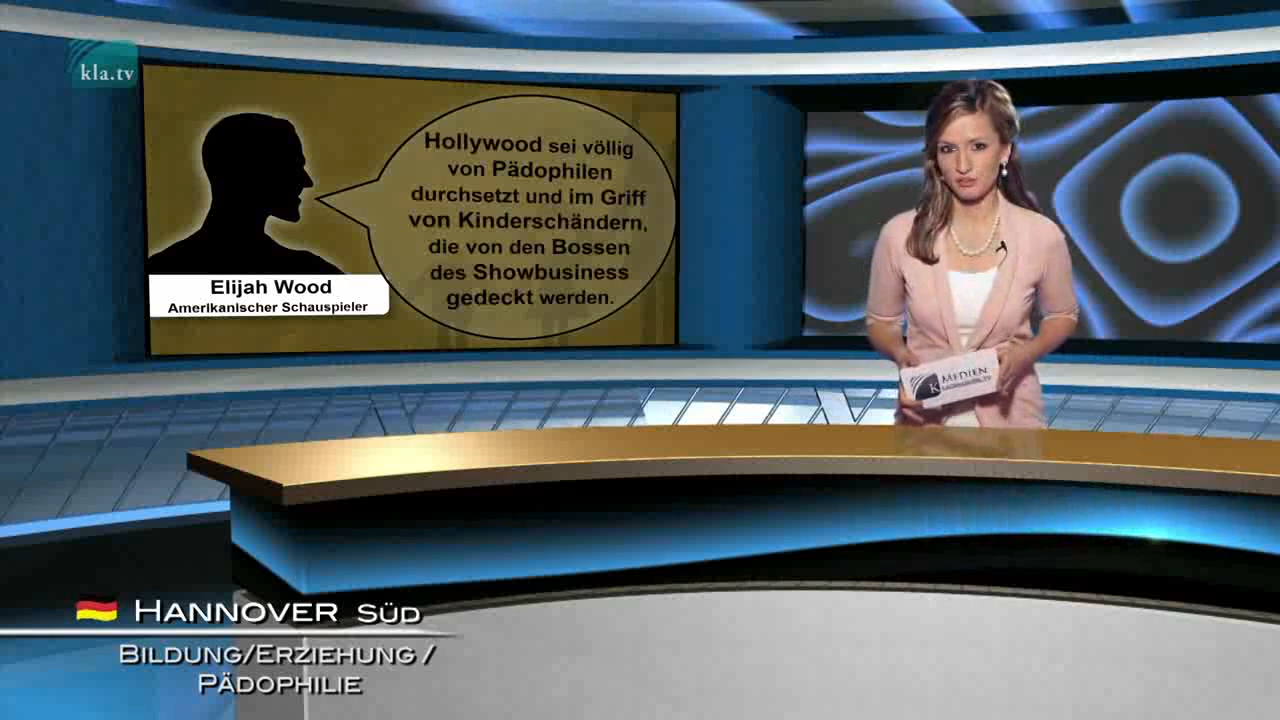 kla.tv
Hollywood sei völlig
von Pädophilen
durchsetzt und im Griff
von Kinderschändern,
die von den Bossen
des Showbusiness
gedeckt werden.
Elijah Wood
Amerikanischer Schauspieler
MEDIEN
HANNOVER SÜD
BILDUNG/ERZIEHUNG /
PÄDOPHILIE